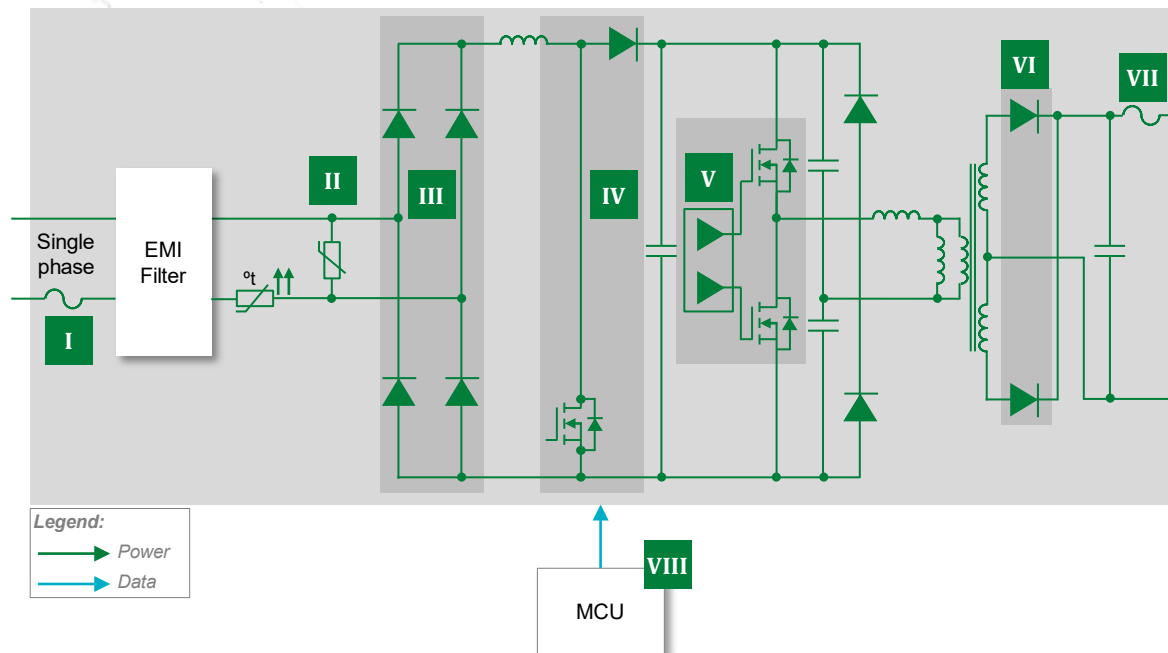 VI
VII
II
III
IV
V
Single
phase
EMI
Filter
ot
I
Legend:
Power
Data
VIII
MCU